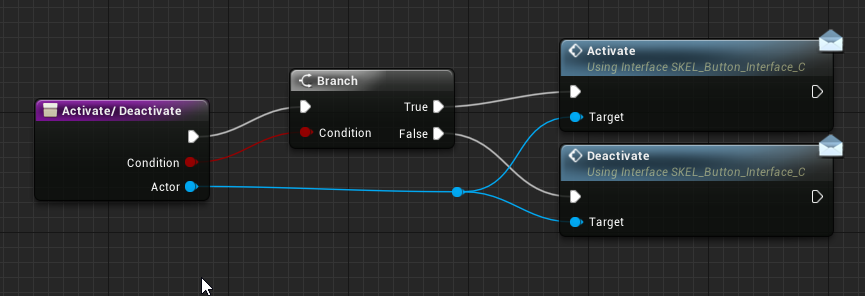 Activate/ Deactivate
Condition
Actor
Branch
True
Condition
False
Activate
Using Interface SKEL_Button_Interface_C
Target
Deactivate
Using Interface SKEL_Button_Interface_C
Target